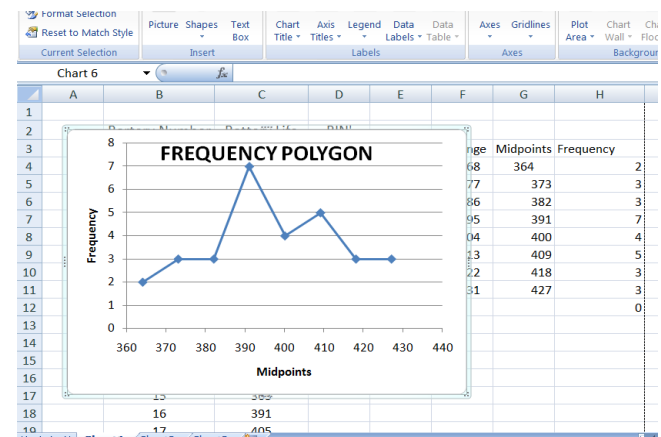 Format Selection
Reset to Match Style
Current Selection
Picture Shapes Text Box
Insert
Chart Title Axis Titles Legend Data Labels Data Table
Labels
Axes Gridlines
Axes
Plot Area Chart Wall
Chart 6 fx
A B C D E F G H
1
2
3 nge Midpoints Frequency
4 68 364 2
5 77 373 3
6 86 382 3
7 95 391 7
8 04 400 4
9 13 409 5
10 22 418 3
11 31 427 3
12 0
13
14
15
16
17
18 16 391
19 17 405
FREQUENCY POLYGON
Frequency
8
7
6
5
4
3
2
1
0
360 370 380 390 400 410 420 430 440
Midpoints